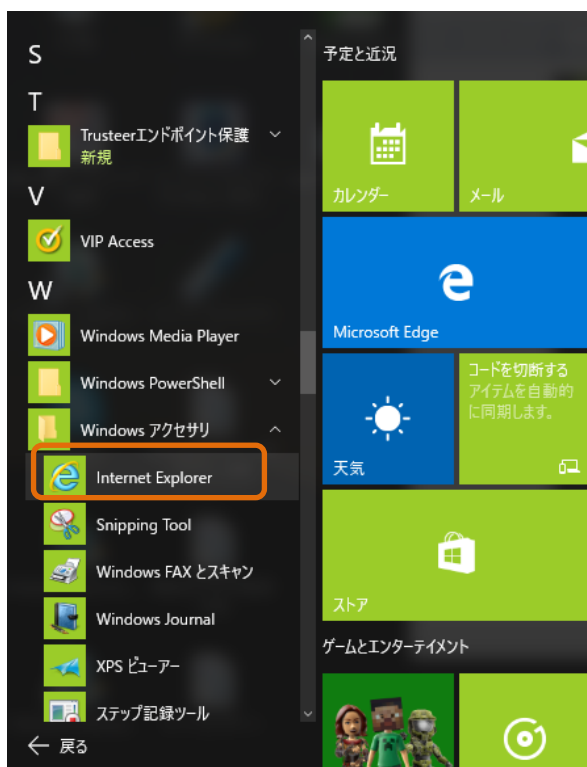 S
T
Trusteerエンドポイント保護
新規
V
VIP Access
W
Windows Media Player
Windows PowerShell
Windows アクセサリ
Internet Explorer
Snipping Tool
Windows FAX とスキャン
Windows Journal
XPS ビューアー
ステップ記録ツール
戻る
予定と近況
カレンダー
メール
Microsoft Edge
天気
コードを切断する
アイテムを自動的
に同期します。
ストア
ゲームとエンターテイメント